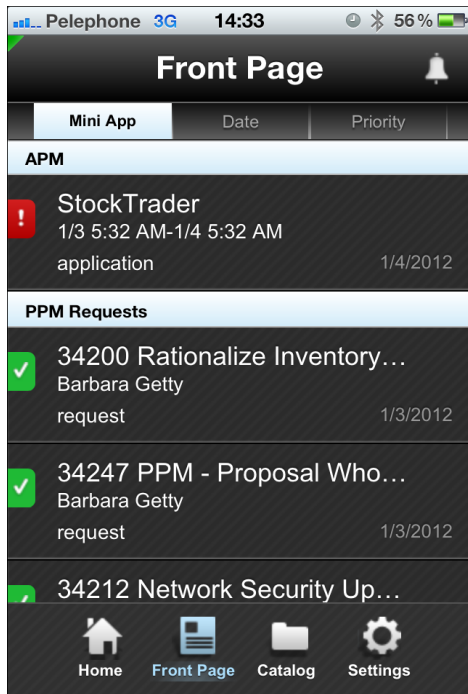 Pelephone 3G 14:33 56%
Front Page
Mini App Date Priority
APM
StockTrader
1/3 5:32 AM-1/4 5:32 AM
application 1/4/2012
PPM Requests
34200 Rationalize Inventory...
Barbara Getty
request 1/3/2012
34247 PPM - Proposal Who...
Barbara Getty
request 1/3/2012
34212 Network Security Up...
Home Front Page Catalog Settings